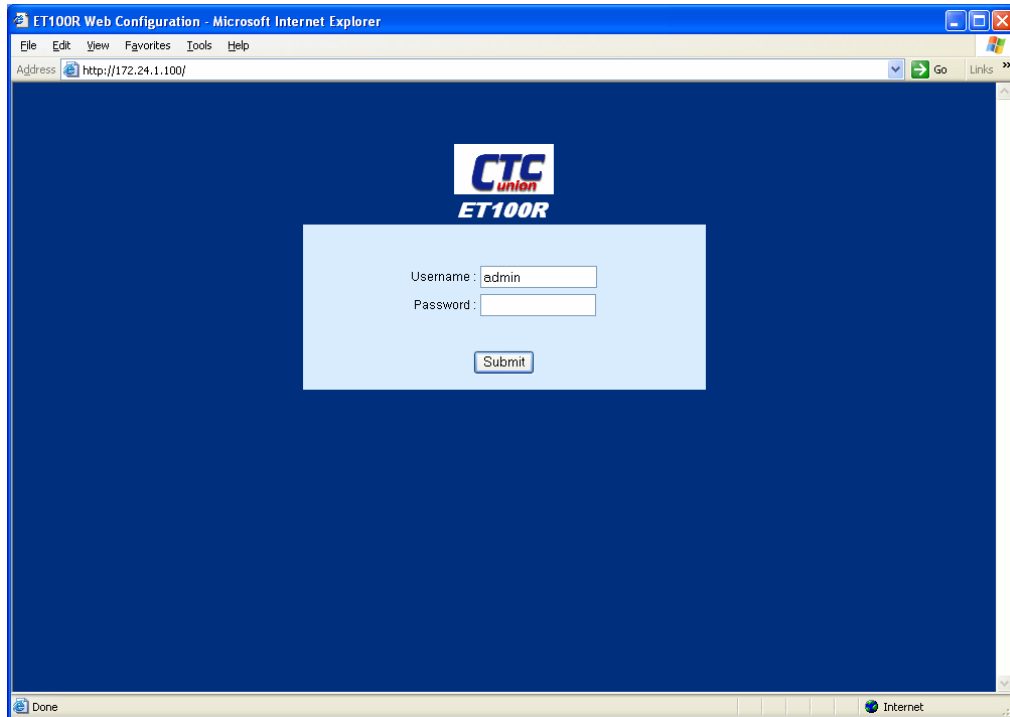 ET100R Web Configuration - Microsoft Internet Explorer
File Edit View Favorites Tools Help
Address http://172.24.1.100/ Go Links »
CTC
union
ET100R
Username : admin
Password :
Submit
Done Internet